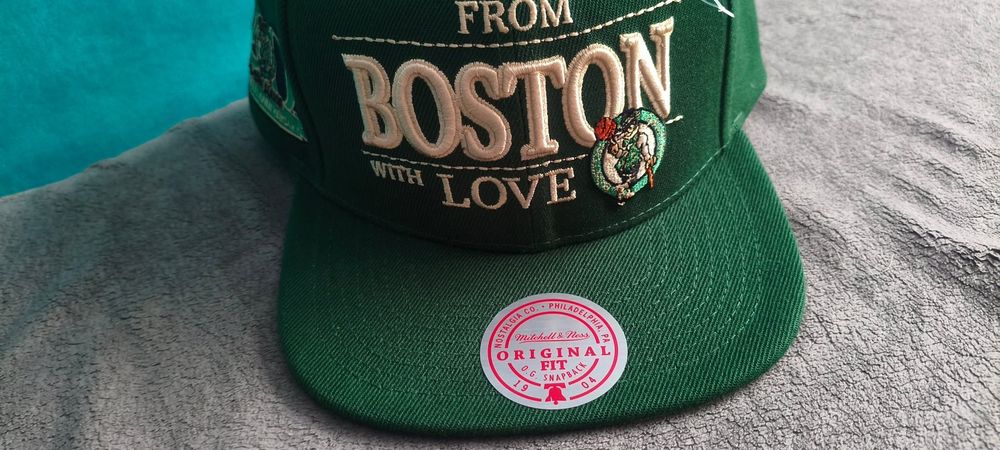 FROM
BOSTON
WITH LOVE
NOSTALGIA CO. • PHILADELPHIA, PA
Mitchell & Ness
ORIGINAL
FIT
O.G. SNAPBACK
19 04